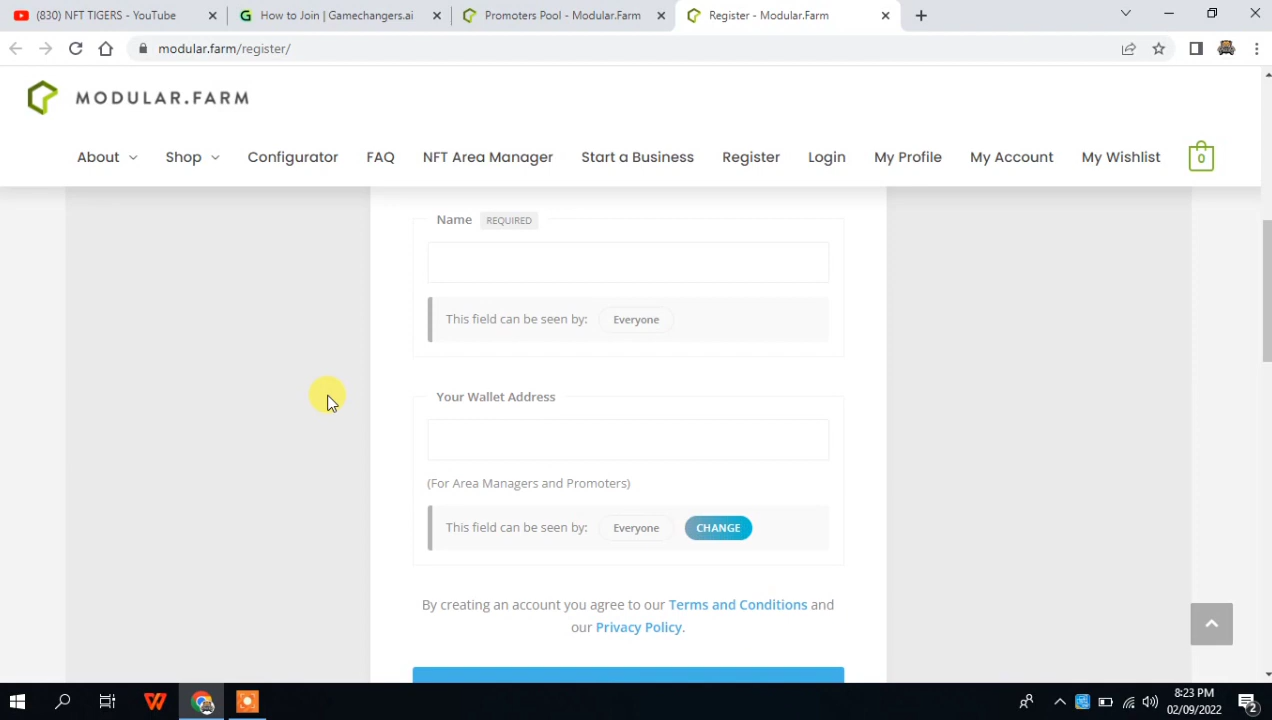 (830) NFT TIGERS - YouTube
How to Join | Gamechangers.ai
Promoters Pool - Modular.Farm
Register - Modular.Farm
modular.farm/register/
MODULAR.FARM
About
Shop
Configurator
FAQ
NFT Area Manager
Start a Business
Register
Login
My Profile
My Account
My Wishlist
0
Name REQUIRED
This field can be seen by: Everyone
Your Wallet Address
(For Area Managers and Promoters)
This field can be seen by: Everyone CHANGE
By creating an account you agree to our Terms and Conditions and
our Privacy Policy.
8:23 PM
02/09/2022
2